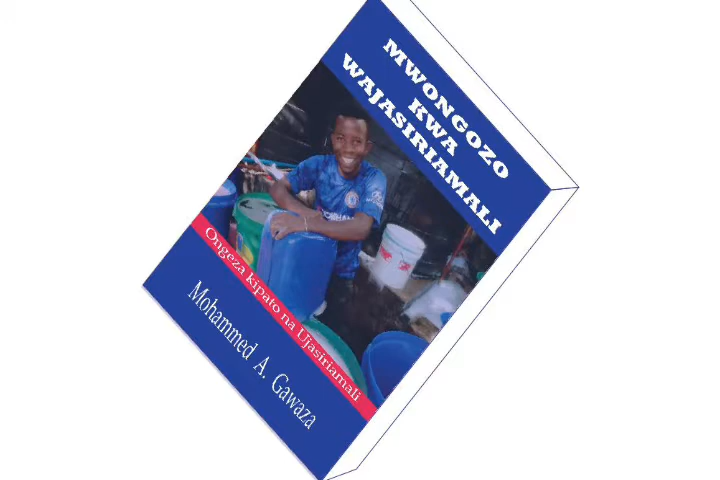 MWONGOZO
KWA
WAJASIRIAMALI
Ongeza kipato na Ujasiriamali
Mohammed A. Gawaza